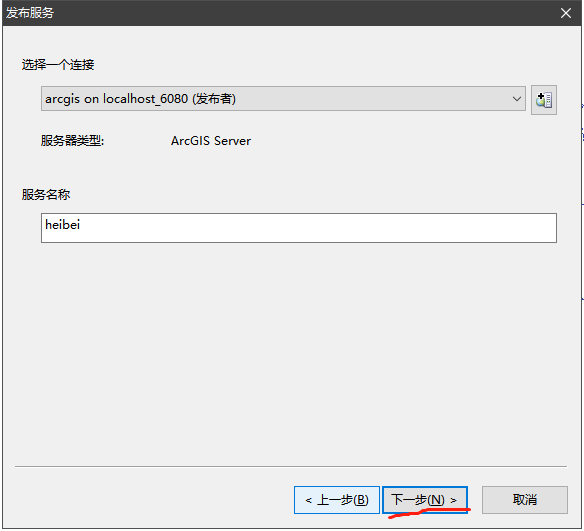 发布服务
选择一个连接
arcgis on localhost_6080 (发布者)
服务器类型: ArcGIS Server
服务名称
heibei
< 上一步(B) 下一步(N) > 取消